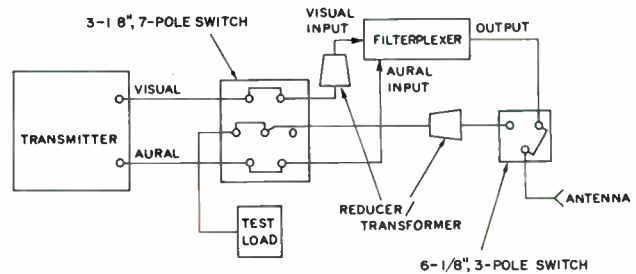 3-1 8", 7-POLE SWITCH
VISUAL
INPUT
FILTERPLEXER
OUTPUT
AURAL
INPUT
TRANSMITTER
VISUAL
AURAL
TEST
LOAD
REDUCER/
TRANSFORMER
ANTENNA
6-1/8", 3-POLE SWITCH